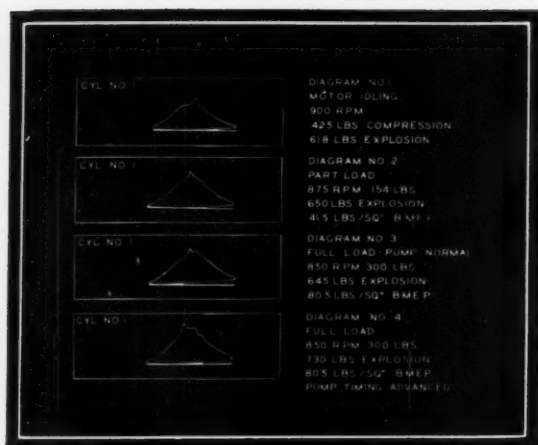 CYL NO 1
DIAGRAM NO 1
MOTOR IDLING
900 RPM
425 LBS COMPRESSION
618 LBS EXPLOSION
CYL NO 1
DIAGRAM NO 2
PART LOAD
875 RPM 154 LBS
650 LBS EXPLOSION
41.5 LBS/SQ" B.M.E.P.
CYL NO 1
DIAGRAM NO 3
FULL LOAD-PUMP NORMAL
850 RPM 300 LBS
645 LBS EXPLOSION
80.5 LBS/SQ" B.M.E.P.
CYL NO 1
DIAGRAM NO 4
FULL LOAD
850 RPM 300 LBS
730 LBS EXPLOSION
80.5 LBS/SQ" B.M.E.P.
PUMP TIMING ADVANCED